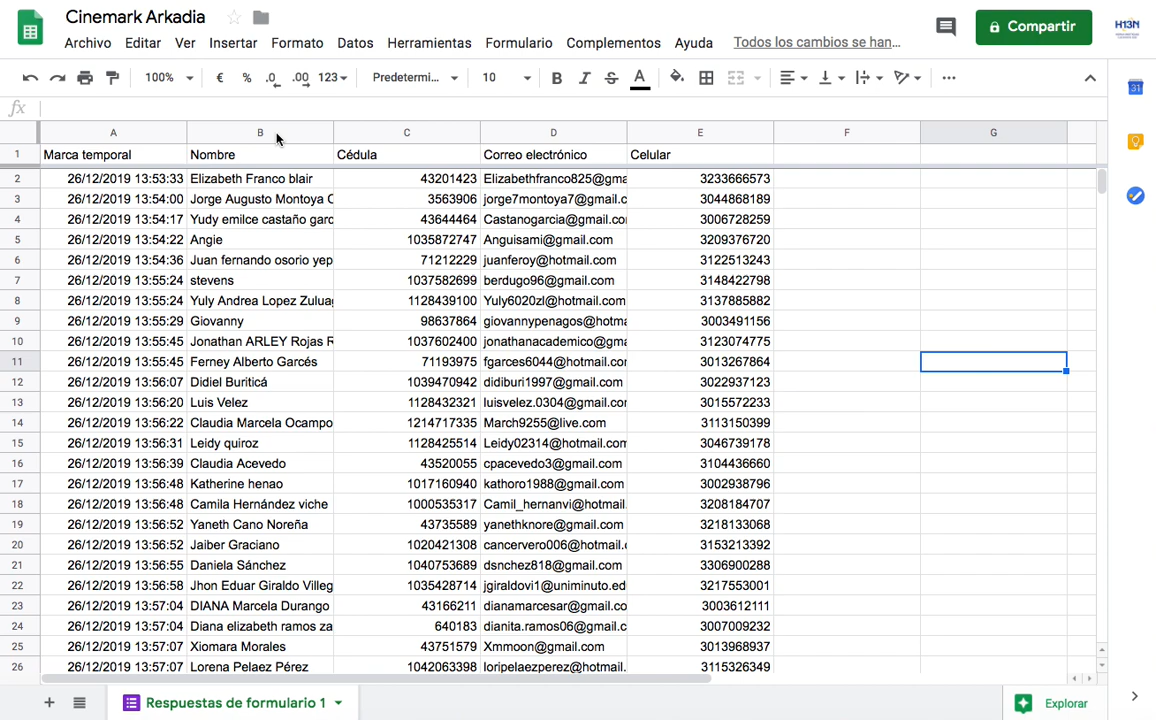 Cinemark Arkadia
Compartir
H13N
Archivo Editar Ver Insertar Formato Datos Herramientas Formulario Complementos Ayuda Todos los cambios se han...
100% € % .0 .00 123 Predetermi... 10 B I S A
31
fx
A B C D E F G
1 Marca temporal Nombre Cédula Correo electrónico Celular
2 26/12/2019 13:53:33 Elizabeth Franco blair 43201423 Elizabethfranco825@gma 3233666573
3 26/12/2019 13:54:00 Jorge Augusto Montoya C 3563906 jorge7montoya7@gmail.c 3044868189
4 26/12/2019 13:54:17 Yudy emilce castaño garc 43644464 Castanogarcia@gmail.co 3006728259
5 26/12/2019 13:54:22 Angie 1035872747 Anguisami@gmail.com 3209376720
6 26/12/2019 13:54:36 Juan fernando osorio yep 71212229 juanferoy@hotmail.com 3122513243
7 26/12/2019 13:55:24 stevens 1037582699 berdugo96@gmail.com 3148422798
8 26/12/2019 13:55:24 Yuly Andrea Lopez Zulua 1128439100 Yuly6020zl@hotmail.com 3137885882
9 26/12/2019 13:55:29 Giovanny 98637864 giovannypenagos@hotma 3003491156
10 26/12/2019 13:55:45 Jonathan ARLEY Rojas R 1037602400 jonathanacademico@gma 3123074775
11 26/12/2019 13:55:45 Ferney Alberto Garcés 71193975 fgarces6044@hotmail.cor 3013267864
12 26/12/2019 13:56:07 Didiel Buriticá 1039470942 didiburi1997@gmail.com 3022937123
13 26/12/2019 13:56:20 Luis Velez 1128432321 luisvelez.0304@gmail.com 3015572233
14 26/12/2019 13:56:22 Claudia Marcela Ocampo 1214717335 March9255@live.com 3113150399
15 26/12/2019 13:56:31 Leidy quiroz 1128425514 Leidy02314@hotmail.com 3046739178
16 26/12/2019 13:56:39 Claudia Acevedo 43520055 cpacevedo3@gmail.com 3104436660
17 26/12/2019 13:56:48 Katherine henao 1017160940 kathoro1988@gmail.com 3002938796
18 26/12/2019 13:56:48 Camila Hernández viche 1000535317 Camil_hernanvi@hotmail. 3208184707
19 26/12/2019 13:56:52 Yaneth Cano Noreña 43735589 yanethknore@gmail.com 3218133068
20 26/12/2019 13:56:52 Jaiber Graciano 1020421308 cancervero006@hotmail.c 3153213392
21 26/12/2019 13:56:55 Daniela Sánchez 1040753689 dsnchez818@gmail.com 3306900288
22 26/12/2019 13:56:58 Jhon Eduar Giraldo Villeg 1035428714 jgiraldovi1@uniminuto.ed 3217553001
23 26/12/2019 13:57:04 DIANA Marcela Durango 43166211 dianamarcesar@gmail.co 3003612111
24 26/12/2019 13:57:04 Diana elizabeth ramos za 640183 dianita.ramos06@gmail.c 3007009232
25 26/12/2019 13:57:07 Xiomara Morales 43751579 Xmmoon@gmail.com 3013968937
26 26/12/2019 13:57:07 Lorena Pelaez Pérez 1042063398 loripelaezperez@hotmail. 3115326349
Respuestas de formulario 1
Explorar